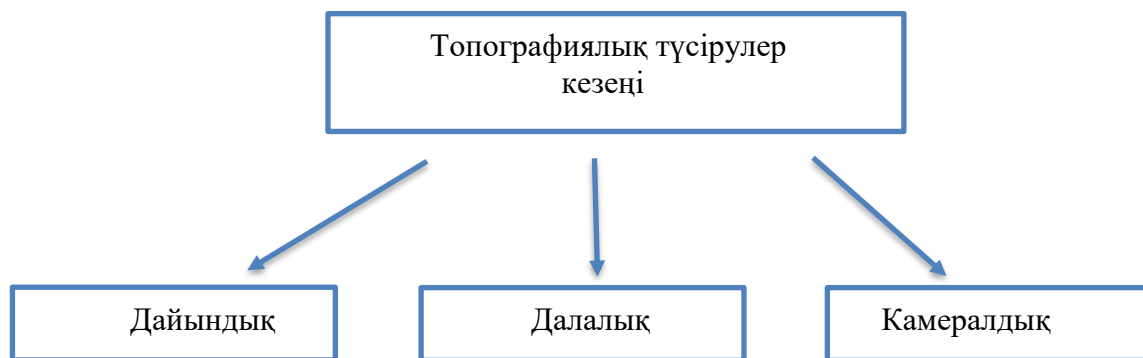 Топографиялық түсірулер
кезеңі
Дайындық
Далалық
Камералдық